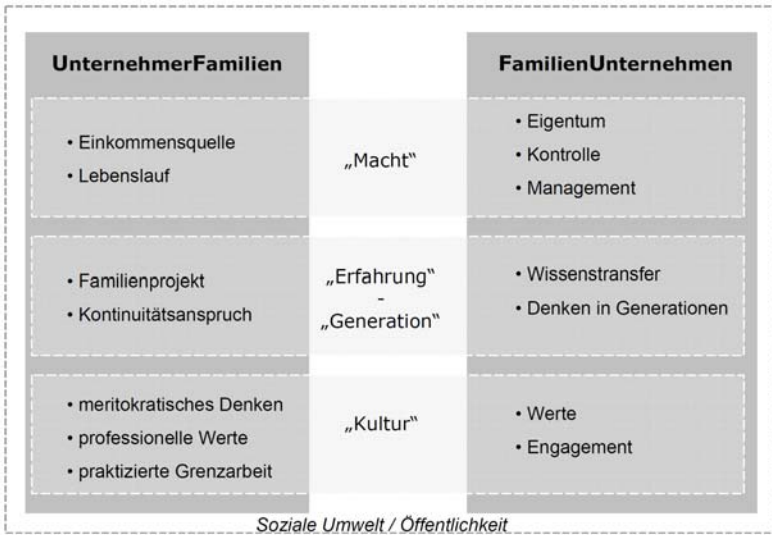 UnternehmerFamilien
FamilienUnternehmen
• Einkommensquelle
• Lebenslauf
„Macht“
• Eigentum
• Kontrolle
• Management
• Familienprojekt
• Kontinuitätsanspruch
„Erfahrung“
-
„Generation“
• Wissenstransfer
• Denken in Generationen
• meritokratisches Denken
• professionelle Werte
• praktizierte Grenzarbeit
„Kultur“
• Werte
• Engagement
Soziale Umwelt / Öffentlichkeit